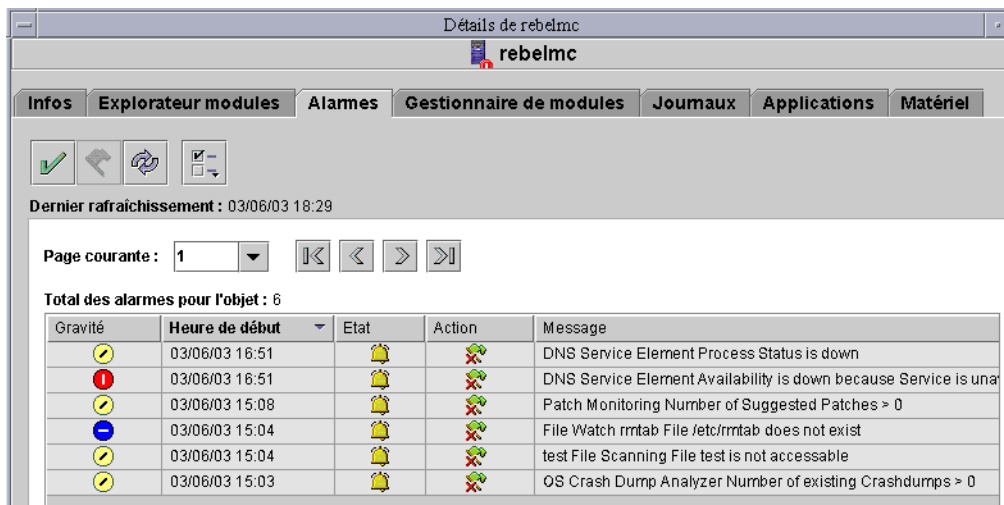 Détails de rebelmc
rebelmc
Infos Explorateur modules Alarmes Gestionnaire de modules Journaux Applications Matériel
Dernier rafraîchissement : 03/06/03 18:29
Page courante : 1
Total des alarmes pour l'objet : 6
Gravité Heure de début Etat Action Message
03/06/03 16:51 DNS Service Element Process Status is down
03/06/03 16:51 DNS Service Element Availability is down because Service is una
03/06/03 15:08 Patch Monitoring Number of Suggested Patches > 0
03/06/03 15:04 File Watch rmtab File /etc/rmtab does not exist
03/06/03 15:04 test File Scanning File test is not accessable
03/06/03 15:03 OS Crash Dump Analyzer Number of existing Crashdumps > 0